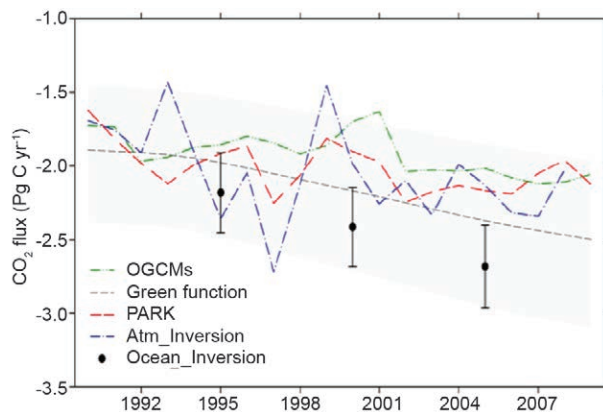 -1.0
-1.5
-2.0
-2.5
-3.0
-3.5
CO₂ flux (Pg C yr⁻¹)
OGCMs
Green function
PARK
Atm_Inversion
Ocean_Inversion
1992 1995 1998 2001 2004 2007